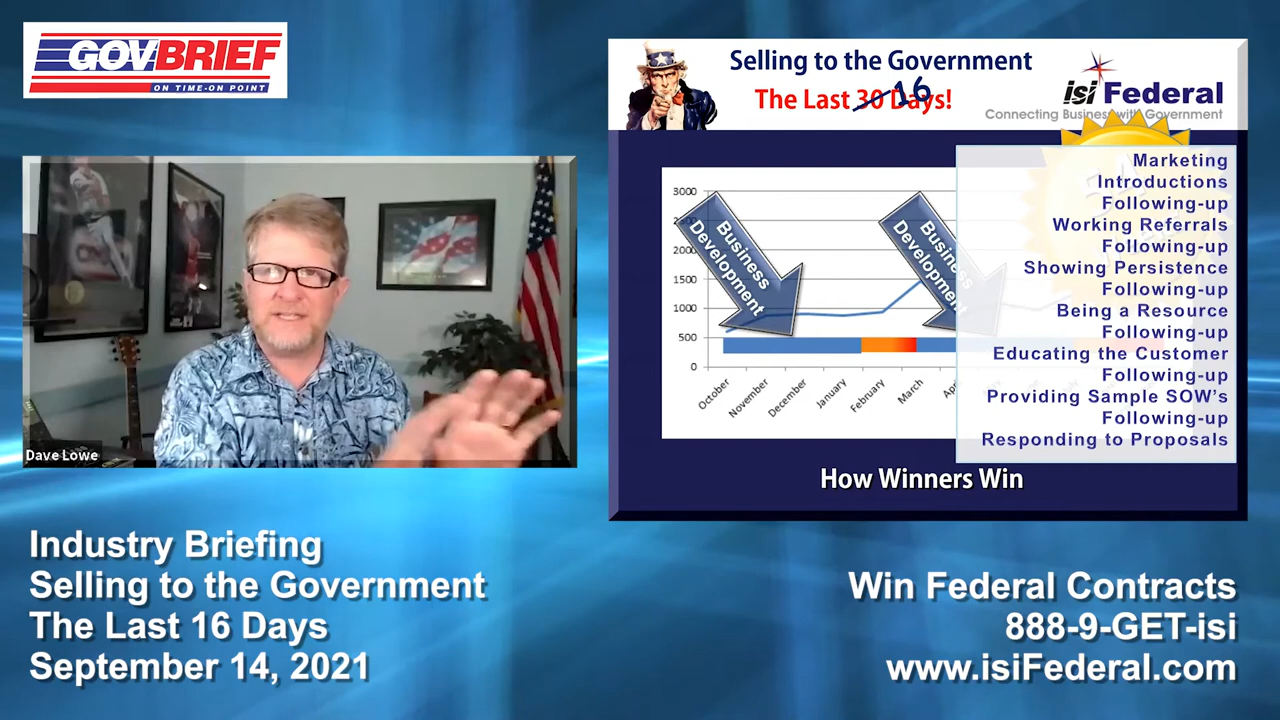 GOVBRIEF
ON TIME-ON POINT
Dave Lowe
Industry Briefing
Selling to the Government
The Last 16 Days
September 14, 2021
Selling to the Government
The Last 30 16 Days!
isi Federal
Connecting Business with Government
3000
2000
1500
1000
500
0
Business
Development
Business
Development
October
November
December
January
February
March
Marketing
Introductions
Following-up
Working Referrals
Following-up
Showing Persistence
Following-up
Being a Resource
Following-up
Educating the Customer
Following-up
Providing Sample SOW's
Following-up
Responding to Proposals
How Winners Win
Win Federal Contracts
888-9-GET-isi
www.isiFederal.com